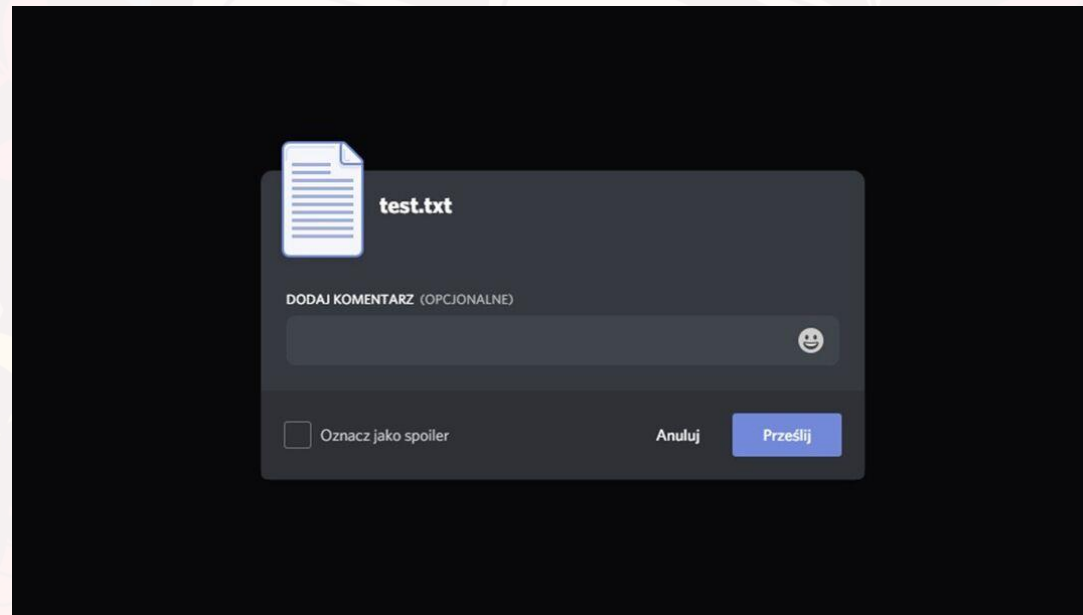 test.txt
DODAJ KOMENTARZ (OPCJONALNE)
Oznacz jako spoiler Anuluj Prześlij